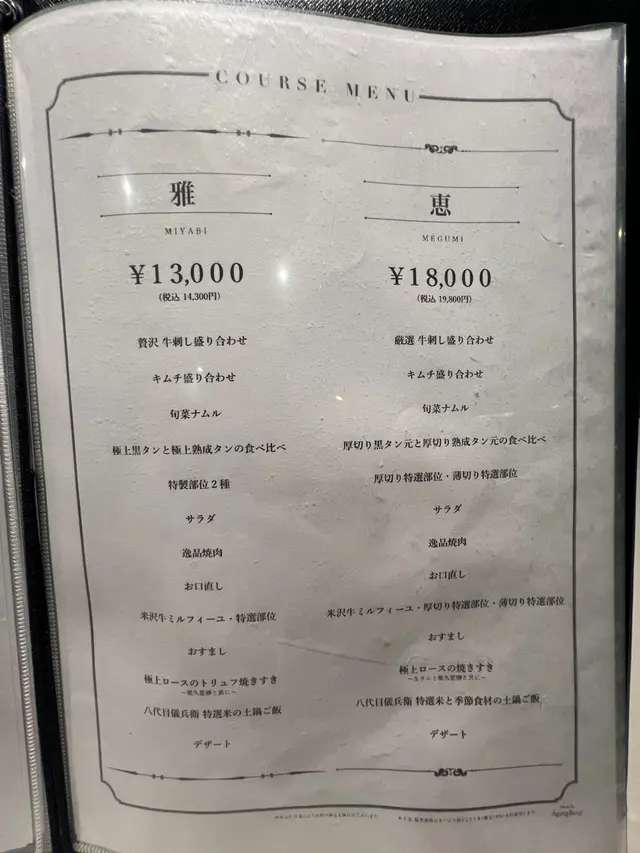 COURSE MENU
雅
MIYABI
¥13,000
(税込 14,300円)
贅沢 牛刺し盛り合わせ
キムチ盛り合わせ
旬菜ナムル
極上黒タンと極上熟成タンの食べ比べ
特製部位2種
サラダ
逸品焼肉
お口直し
米沢牛ミルフィーユ・特選部位
おすまし
極上ロースのトリュフ焼きすき
八代目儀兵衛 特選米の土鍋ご飯
デザート
恵
MEGUMI
¥18,000
(税込 19,800円)
厳選 牛刺し盛り合わせ
キムチ盛り合わせ
旬菜ナムル
厚切り黒タン元と厚切り熟成タン元の食べ比べ
厚切り特選部位・薄切り特選部位
サラダ
逸品焼肉
お口直し
米沢牛ミルフィーユ・厚切り特選部位・薄切り特選部位
おすまし
極上ロースの焼きすき
八代目儀兵衛 特選米と季節食材の土鍋ご飯
デザート